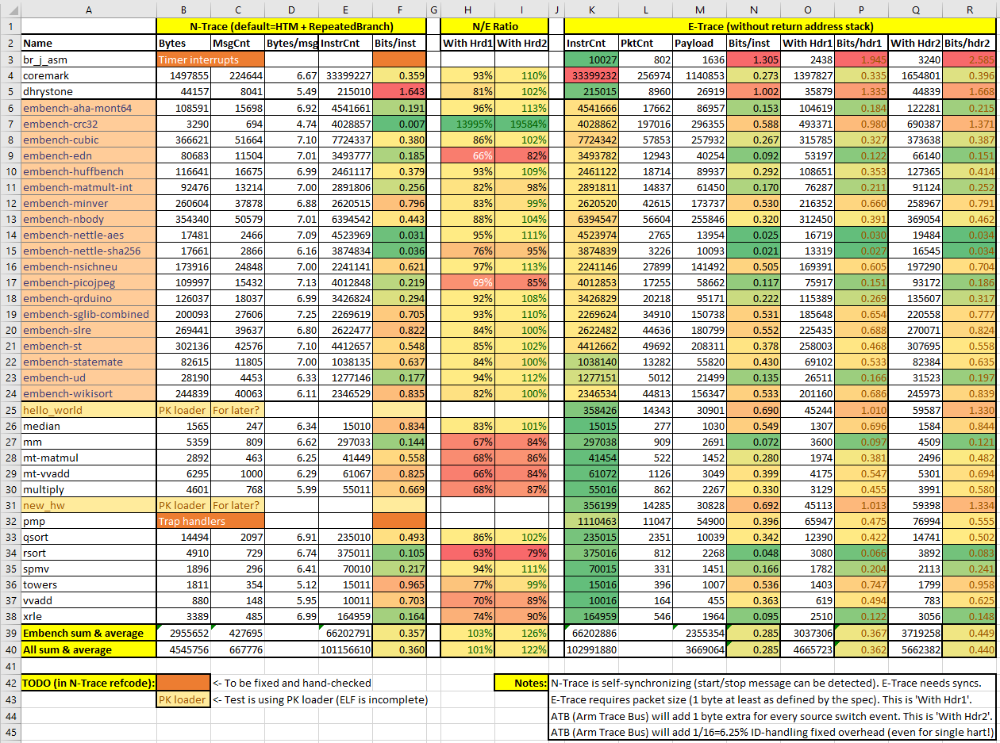 A B C D E F G H I J K L M N O P Q R
1 N-Trace (default=HTM + RepeatedBranch) N/E Ratio E-Trace (without return address stack)
2 Name Bytes MsgCnt Bytes/msg InstrCnt Bits/inst With Hrd1 With Hrd2 InstrCnt PktCnt Payload Bits/inst With Hdr1 Bits/hdr1 With Hdr2 Bits/hdr2
3 br_j_asm Timer interrupts 10027 802 1636 1.305 2438 1.945 3240 2.585
4 coremark 1497855 224644 6.67 33399227 0.359 93% 110% 33399232 256974 1140853 0.273 1397827 0.335 1654801 0.396
5 dhrystone 44157 8041 5.49 215010 1.643 81% 102% 215015 8960 26919 1.002 35879 1.335 44839 1.668
6 embench-aha-mont64 108591 15698 6.92 4541661 0.191 96% 113% 4541666 17662 86957 0.153 104619 0.184 122281 0.215
7 embench-crc32 3290 694 4.74 4028857 0.007 13995% 19584% 4028862 197016 296355 0.588 493371 0.980 690387 1.371
8 embench-cubic 366621 51664 7.10 7724337 0.380 86% 102% 7724342 57853 257932 0.267 315785 0.327 373638 0.387
9 embench-edn 80683 11504 7.01 3493777 0.185 66% 82% 3493782 12943 40254 0.092 53197 0.122 66140 0.151
10 embench-huffbench 116641 16675 6.99 2461117 0.379 93% 109% 2461122 18714 89937 0.292 108651 0.353 127365 0.414
11 embench-matmult-int 92476 13214 7.00 2891806 0.256 82% 98% 2891811 14837 61450 0.170 76287 0.211 91124 0.252
12 embench-minver 260604 37878 6.88 2620515 0.796 83% 99% 2620520 42615 173737 0.530 216352 0.660 258967 0.791
13 embench-nbody 354340 50579 7.01 6394542 0.443 88% 104% 6394547 56604 255846 0.320 312450 0.391 369054 0.462
14 embench-nettle-aes 17481 2466 7.09 4523969 0.031 95% 111% 4523974 2765 13954 0.025 16719 0.030 19484 0.034
15 embench-nettle-sha256 17661 2866 6.16 3874834 0.036 76% 95% 3874839 3226 10093 0.021 13319 0.027 16545 0.034
16 embench-nsichneu 173916 24848 7.00 2241141 0.621 97% 113% 2241146 27899 141492 0.505 169391 0.605 197290 0.704
17 embench-picojpeg 109997 15432 7.13 4012848 0.219 69% 85% 4012853 17255 58662 0.117 75917 0.151 93172 0.186
18 embench-qrduino 126037 18037 6.99 3426824 0.294 92% 108% 3426829 20218 95171 0.222 115389 0.269 135607 0.317
19 embench-sglib-combined 200093 27606 7.25 2269619 0.705 93% 110% 2269624 34910 150738 0.531 185648 0.654 220558 0.777
20 embench-slre 269441 39637 6.80 2622477 0.822 84% 100% 2622482 44636 180799 0.552 225435 0.688 270071 0.824
21 embench-st 302136 42576 7.10 4412657 0.548 85% 102% 4412662 49692 208311 0.378 258003 0.468 307695 0.558
22 embench-statemate 82615 11805 7.00 1038135 0.637 84% 100% 1038140 13282 55820 0.430 69102 0.533 82384 0.635
23 embench-ud 28190 4453 6.33 1277146 0.177 94% 112% 1277151 5012 21499 0.135 26511 0.166 31523 0.197
24 embench-wikisort 244839 40063 6.11 2346529 0.835 82% 100% 2346534 44813 156347 0.533 201160 0.686 245973 0.839
25 hello_world PK loader For later? 358426 14343 30901 0.690 45244 1.010 59587 1.330
26 median 1565 247 6.34 15010 0.834 83% 101% 15015 277 1030 0.549 1307 0.696 1584 0.844
27 mm 5359 809 6.62 297033 0.144 67% 84% 297038 909 2691 0.072 3600 0.097 4509 0.121
28 mt-matmul 2892 463 6.25 41449 0.558 68% 86% 41454 522 1452 0.280 1974 0.381 2496 0.482
29 mt-vvadd 6295 1000 6.29 61067 0.825 66% 84% 61072 1126 3049 0.399 4175 0.547 5301 0.694
30 multiply 4601 768 5.99 55011 0.669 68% 87% 55016 862 2267 0.330 3129 0.455 3991 0.580
31 new_hw PK loader For later? 356199 14285 30828 0.692 45113 1.013 59398 1.334
32 pmp Trap handlers 1110463 11047 54900 0.396 65947 0.475 76994 0.555
33 qsort 14494 2097 6.91 235010 0.493 86% 102% 235015 2351 10039 0.342 12390 0.422 14741 0.502
34 rsort 4910 729 6.74 375011 0.105 63% 79% 375016 812 2268 0.048 3080 0.066 3892 0.083
35 spmv 1896 296 6.41 70010 0.217 94% 111% 70015 331 1451 0.166 1782 0.204 2113 0.241
36 towers 1811 354 5.12 15011 0.965 77% 99% 15016 396 1007 0.536 1403 0.747 1799 0.958
37 vvadd 880 148 5.95 10011 0.703 70% 89% 10016 164 455 0.363 619 0.494 783 0.625
38 xrle 3389 485 6.99 164959 0.164 74% 90% 164959 546 1964 0.095 2510 0.122 3056 0.148
39 Embench sum & average 2955652 427695 66202791 0.357 103% 126% 66202886 2355354 0.285 3037306 0.367 3719258 0.449
40 All sum & average 4545756 667776 101156610 0.360 101% 122% 102991880 3669064 0.285 4665723 0.362 5662382 0.440
41
42 TODO (in N-Trace refcode): <- To be fixed and hand-checked Notes: N-Trace is self-synchronizing (start/stop message can be detected). E-Trace needs syncs.
43 PK loader <- Test is using PK loader (ELF is incomplete) E-Trace requires packet size (1 byte at least as defined by the spec). This is 'With Hdr1'.
44 ATB (Arm Trace Bus) will add 1 byte extra for every source switch event. This is 'With Hdr2'.
45 ATB (Arm Trace Bus) will add 1/16=6.25% ID-handling fixed overhead (even for single hart!)